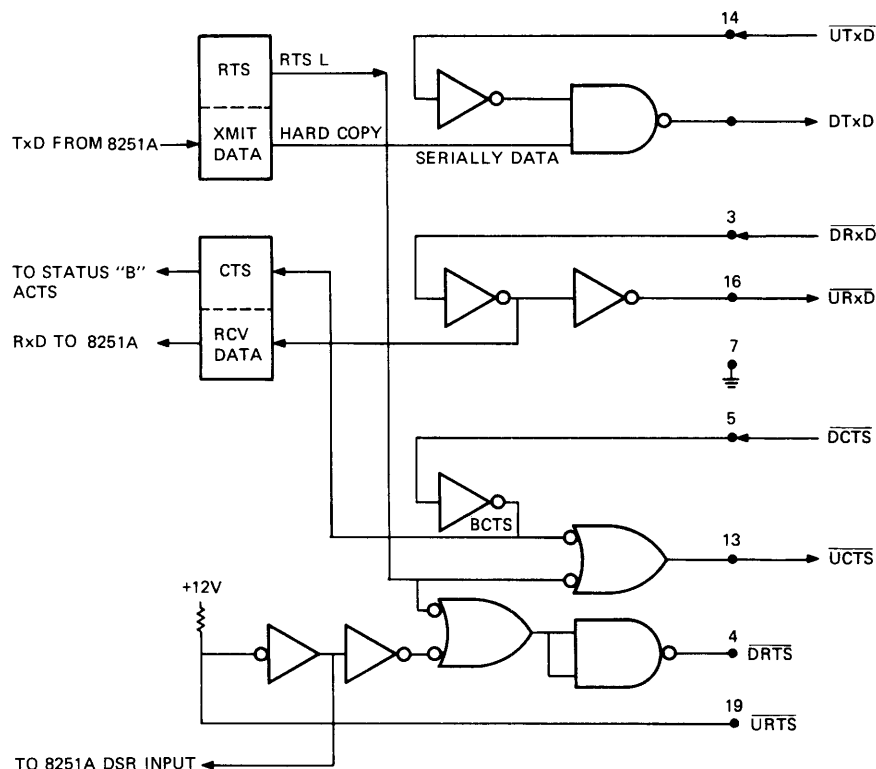 14
UTxD
RTS
RTS L
TxD FROM 8251A
XMIT
DATA
HARD COPY
SERIALLY DATA
DTxD
3
DRxD
TO STATUS "B"
ACTS
CTS
16
URxD
RxD TO 8251A
RCV
DATA
7
5
DCTS
BCTS
13
UCTS
+12V
4
DRTS
19
URTS
TO 8251A DSR INPUT